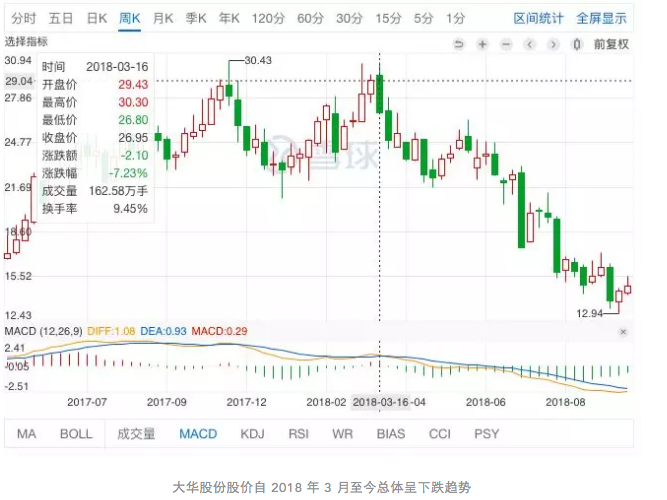 分时 五日 日K 周K 月K 季K 年K 120分 60分 30分 15分 5分 1分 区间统计 全屏显示
选择指标 前复权
30.94
29.04
27.86
24.77
21.69
18.60
15.52
12.43
时间 2018-03-16
开盘价 29.43
最高价 30.30
最低价 26.80
收盘价 26.95
涨跌额 -2.10
涨跌幅 -7.23%
成交量 162.58万手
换手率 9.45%
30.43
雪球
12.94
MACD (12,26,9) DIFF:1.08 DEA:0.93 MACD:0.29
2.41
-0.05
-2.51
2017-07 2017-09 2017-12 2018-02 2018-03-16 -04 2018-06 2018-08
MA BOLL 成交量 MACD KDJ RSI WR BIAS CCI PSY
大华股份股价自 2018 年 3 月至今总体呈下跌趋势